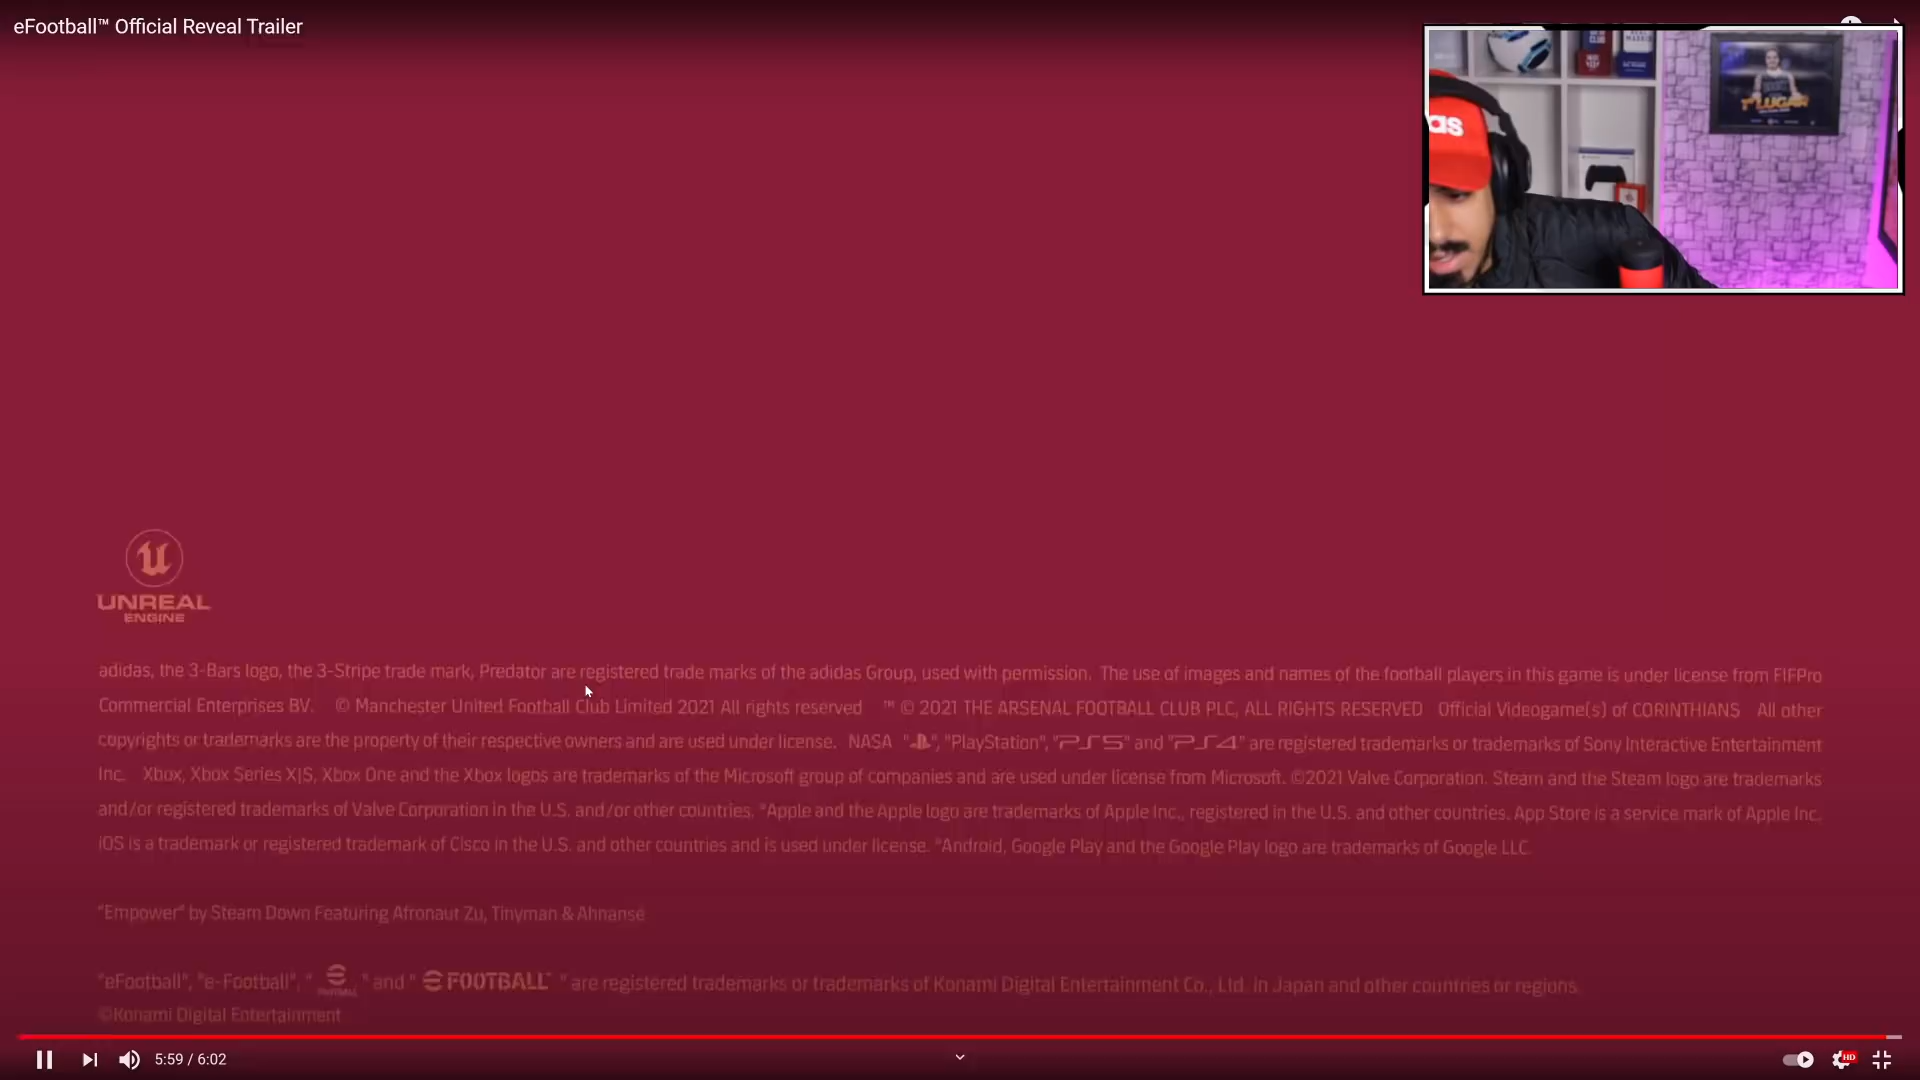 eFootball™ Official Reveal Trailer
as
1º LUGAR
UNREAL
ENGINE
adidas, the 3-Bars logo, the 3-Stripe trade mark, Predator are registered trade marks of the adidas Group, used with permission. The use of images and names of the football players in this game is under license from FIFPro
Commercial Enterprises BV. © Manchester United Football Club Limited 2021 All rights reserved ™ © 2021 THE ARSENAL FOOTBALL CLUB PLC, ALL RIGHTS RESERVED Official Videogame(s) of CORINTHIANS All other
copyrights or trademarks are the property of their respective owners and are used under license. NASA "", "PlayStation", "PS5" and "PS4" are registered trademarks or trademarks of Sony Interactive Entertainment
Inc. Xbox, Xbox Series X|S, Xbox One and the Xbox logos are trademarks of the Microsoft group of companies and are used under license from Microsoft. ©2021 Valve Corporation. Steam and the Steam logo are trademarks
and/or registered trademarks of Valve Corporation in the U.S. and/or other countries. *Apple and the Apple logo are trademarks of Apple Inc., registered in the U.S. and other countries. App Store is a service mark of Apple Inc.
iOS is a trademark or registered trademark of Cisco in the U.S. and other countries and is used under license. *Android, Google Play and the Google Play logo are trademarks of Google LLC.
"Empower" by Steam Down Featuring Afronaut Zu, Tinyman & Ahnansé
"eFootball", "e-Football", " " and " FOOTBALL™ " are registered trademarks or trademarks of Konami Digital Entertainment Co., Ltd. in Japan and other countries or regions.
©Konami Digital Entertainment
5:59 / 6:02
HD